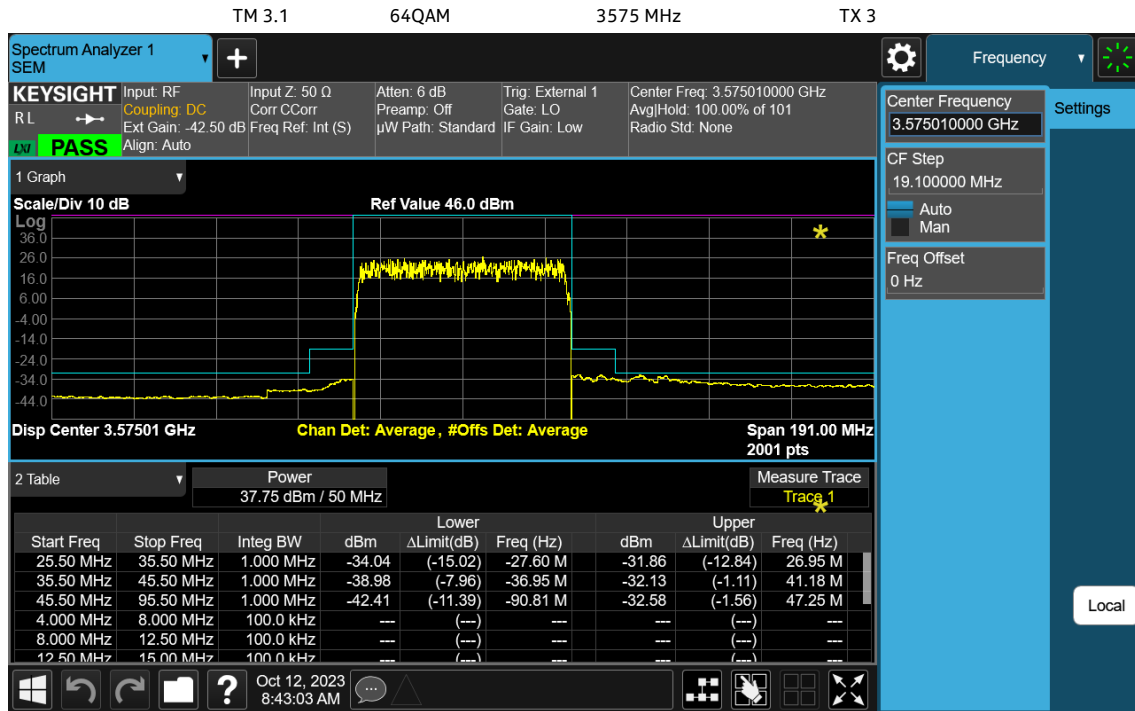 TM 3.1 64QAM 3575 MHz TX 3
Spectrum Analyzer 1
SEM
Frequency
KEYSIGHT
R L
LXI PASS
Input: RF
Coupling: DC
Ext Gain: -42.50 dB
Align: Auto
Input Z: 50 Ω
Corr CCorr
Freq Ref: Int (S)
Atten: 6 dB
Preamp: Off
µW Path: Standard
Trig: External 1
Gate: LO
IF Gain: Low
Center Freq: 3.575010000 GHz
Avg|Hold: 100.00% of 101
Radio Std: None
Center Frequency
3.575010000 GHz
Settings
CF Step
19.100000 MHz
Auto
Man
Freq Offset
0 Hz
1 Graph
Scale/Div 10 dB Ref Value 46.0 dBm
Log
36.0
26.0
16.0
6.00
-4.00
-14.0
-24.0
-34.0
-44.0
Disp Center 3.57501 GHz Chan Det: Average, #Offs Det: Average Span 191.00 MHz
2001 pts
2 Table Power Measure Trace
37.75 dBm / 50 MHz Trace 1
Lower Upper
Start Freq Stop Freq Integ BW dBm ∆Limit(dB) Freq (Hz) dBm ∆Limit(dB) Freq (Hz)
25.50 MHz 35.50 MHz 1.000 MHz -34.04 (-15.02) -27.60 M -31.86 (-12.84) 26.95 M
35.50 MHz 45.50 MHz 1.000 MHz -38.98 (-7.96) -36.95 M -32.13 (-1.11) 41.18 M
45.50 MHz 95.50 MHz 1.000 MHz -42.41 (-11.39) -90.81 M -32.58 (-1.56) 47.25 M
4.000 MHz 8.000 MHz 100.0 kHz --- (---) --- --- (---) ---
8.000 MHz 12.50 MHz 100.0 kHz --- (---) --- --- (---) ---
12.50 MHz 15.00 MHz 100.0 kHz --- (---) --- --- (---) ---
Local
Oct 12, 2023
8:43:03 AM